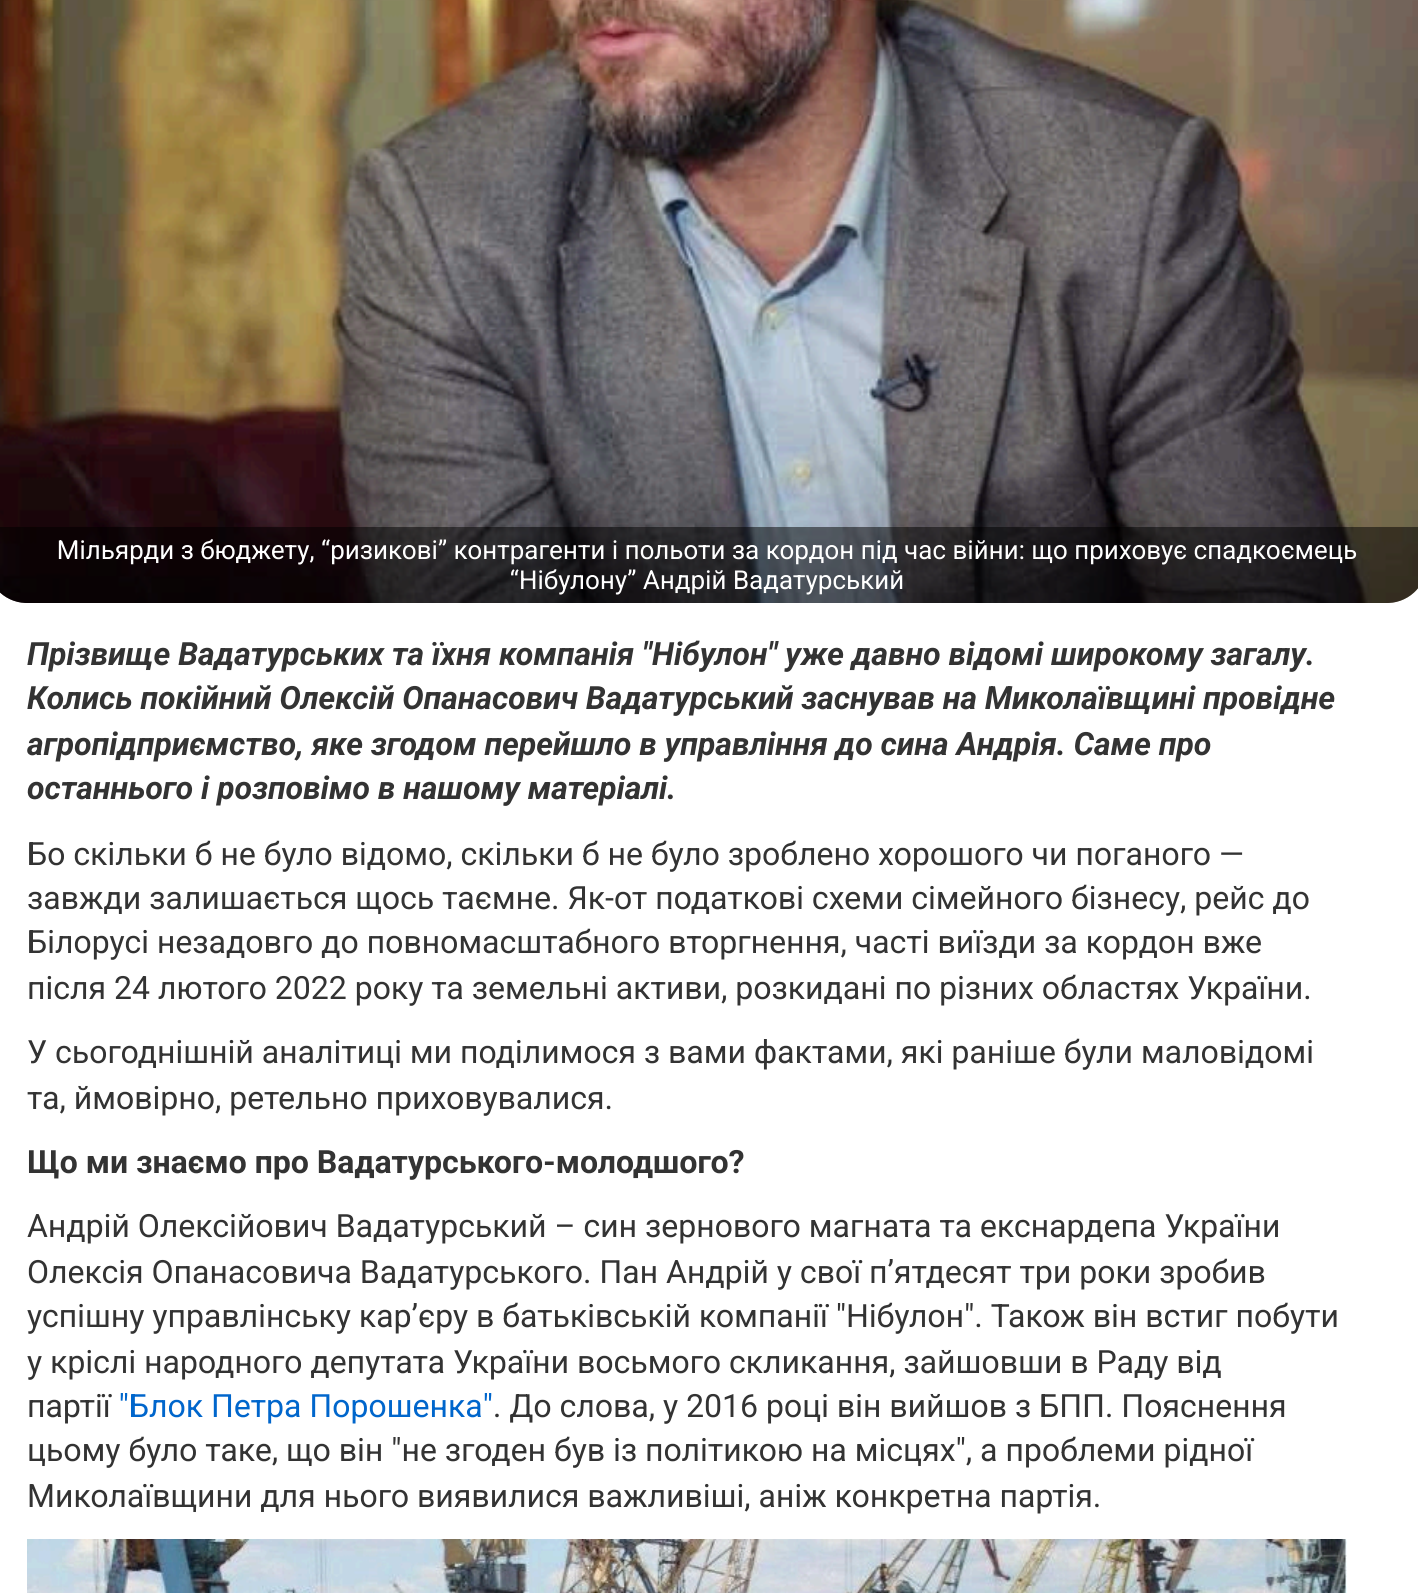 Мільярди з бюджету, “ризикові” контрагенти і польоти за кордон під час війни: що приховує спадкоємець
“Нібулону” Андрій Вадатурський
Прізвище Вадатурських та їхня компанія "Нібулон" уже давно відомі широкому загалу.
Колись покійний Олексій Опанасович Вадатурський заснував на Миколаївщині провідне
агропідприємство, яке згодом перейшло в управління до сина Андрія. Саме про
останнього і розповімо в нашому матеріалі.
Бо скільки б не було відомо, скільки б не було зроблено хорошого чи поганого —
завжди залишається щось таємне. Як-от податкові схеми сімейного бізнесу, рейс до
Білорусі незадовго до повномасштабного вторгнення, часті виїзди за кордон вже
після 24 лютого 2022 року та земельні активи, розкидані по різних областях України.
У сьогоднішній аналітиці ми поділимося з вами фактами, які раніше були маловідомі
та, ймовірно, ретельно приховувалися.
Що ми знаємо про Вадатурського-молодшого?
Андрій Олексійович Вадатурський – син зернового магната та екснардепа України
Олексія Опанасовича Вадатурського. Пан Андрій у свої п’ятдесят три роки зробив
успішну управлінську кар’єру в батьківській компанії "Нібулон". Також він встиг побути
у кріслі народного депутата України восьмого скликання, зайшовши в Раду від
партії "Блок Петра Порошенка". До слова, у 2016 році він вийшов з БПП. Пояснення
цьому було таке, що він "не згоден був із політикою на місцях", а проблеми рідної
Миколаївщини для нього виявилися важливіші, аніж конкретна партія.